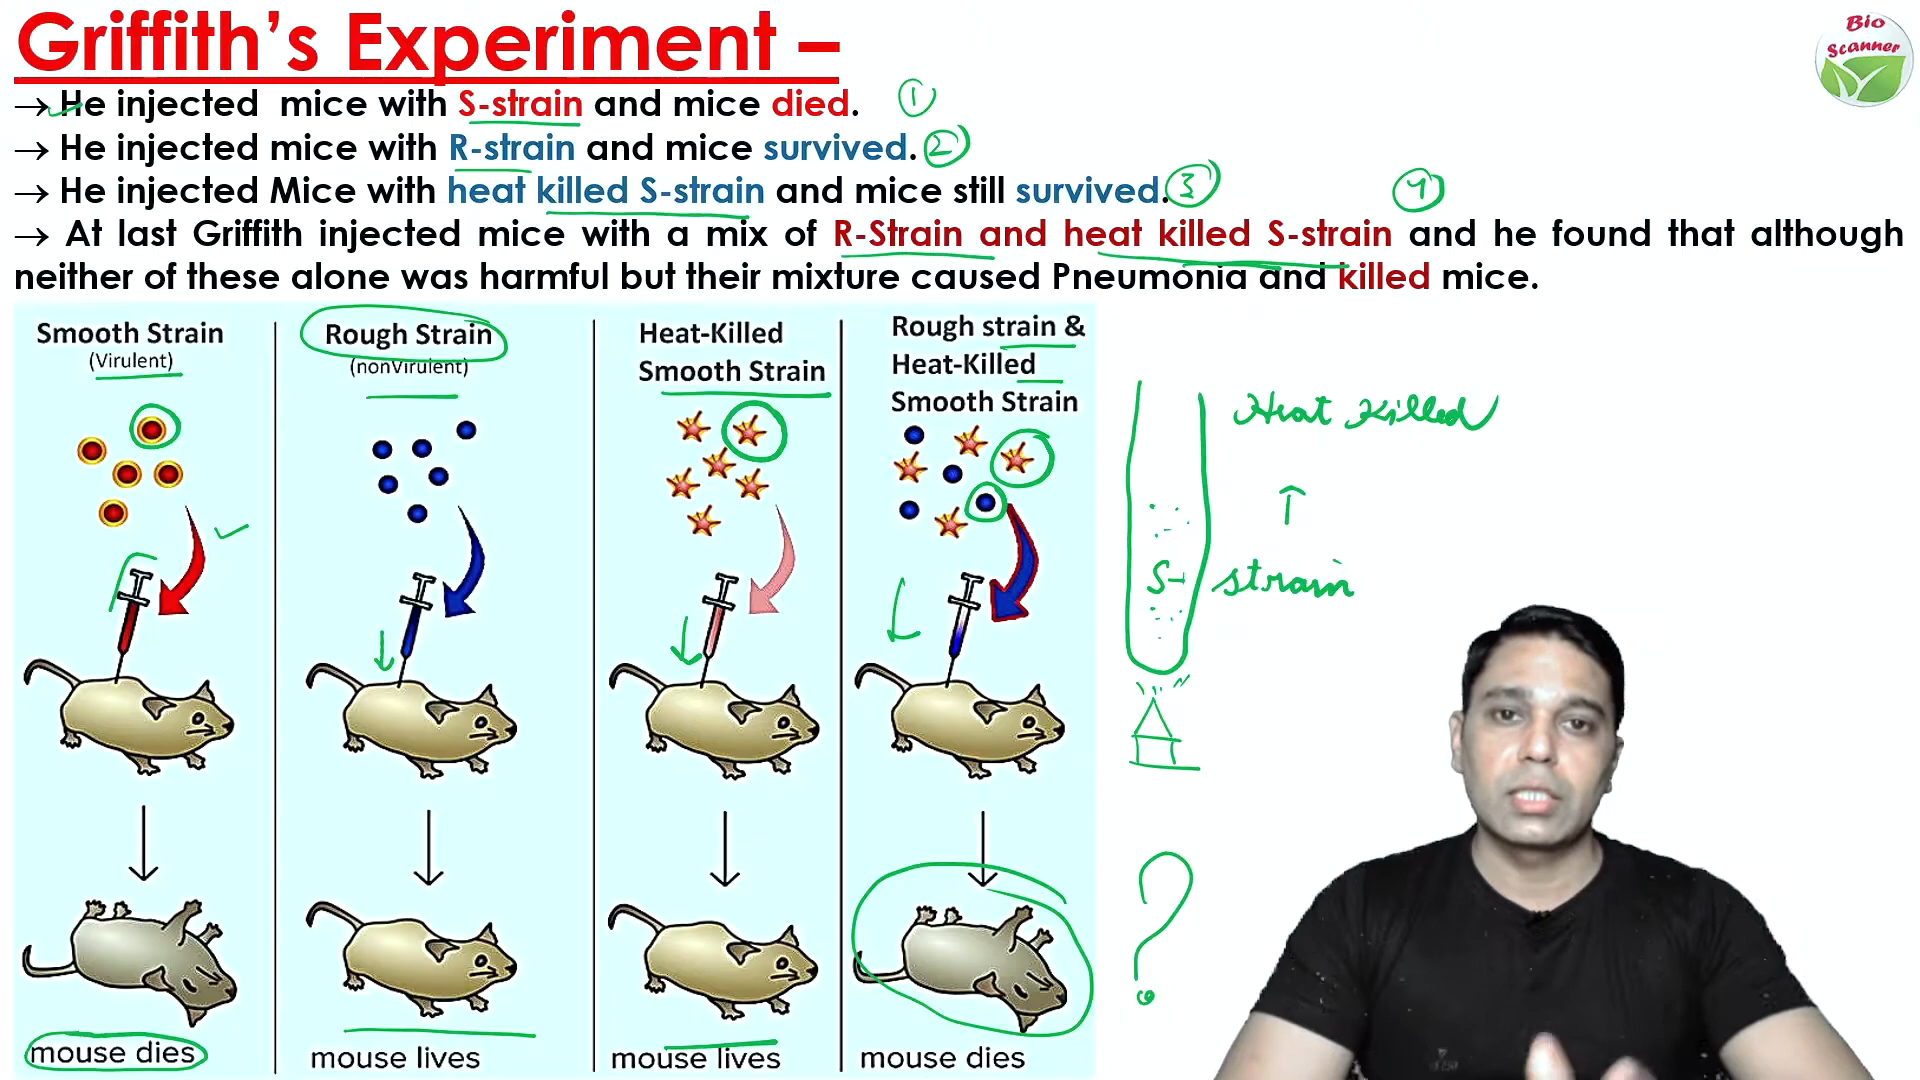 Griffith’s Experiment –
Bio
Scanner
→ He injected mice with S-strain and mice died. ①
→ He injected mice with R-strain and mice survived. ②
→ He injected Mice with heat killed S-strain and mice still survived. ③ ④
→ At last Griffith injected mice with a mix of R-Strain and heat killed S-strain and he found that although
neither of these alone was harmful but their mixture caused Pneumonia and killed mice.
Smooth Strain
(Virulent)
Rough Strain
(nonVirulent)
Heat-Killed
Smooth Strain
Rough strain &
Heat-Killed
Smooth Strain
Heat Killed
↑
S- strain
?
mouse dies
mouse lives
mouse lives
mouse dies